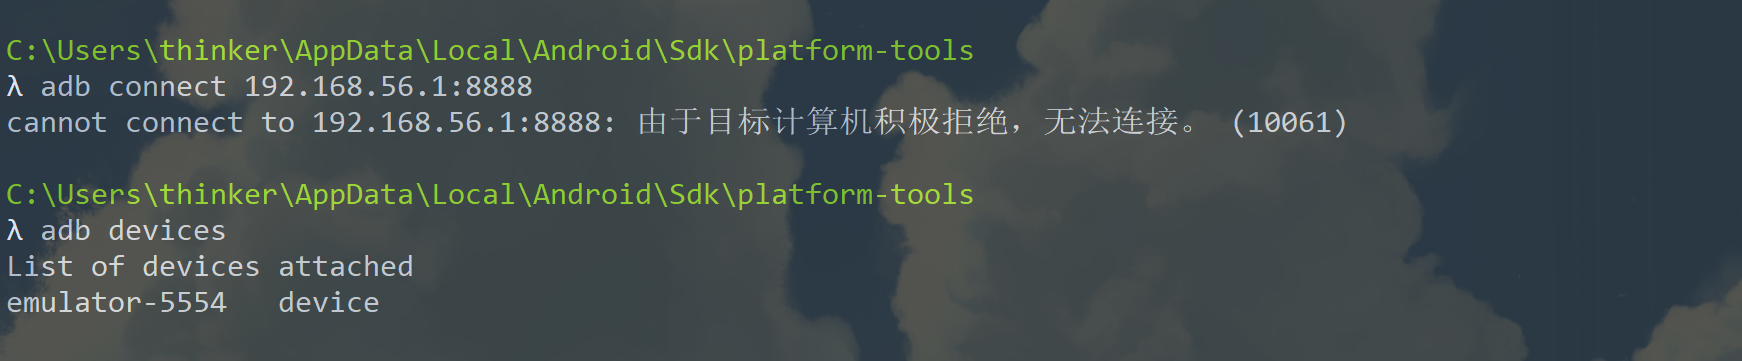 C:\Users\thinker\AppData\Local\Android\Sdk\platform-tools
λ adb connect 192.168.56.1:8888
cannot connect to 192.168.56.1:8888: 由于目标计算机积极拒绝，无法连接。 (10061)
C:\Users\thinker\AppData\Local\Android\Sdk\platform-tools
λ adb devices
List of devices attached
emulator-5554   device